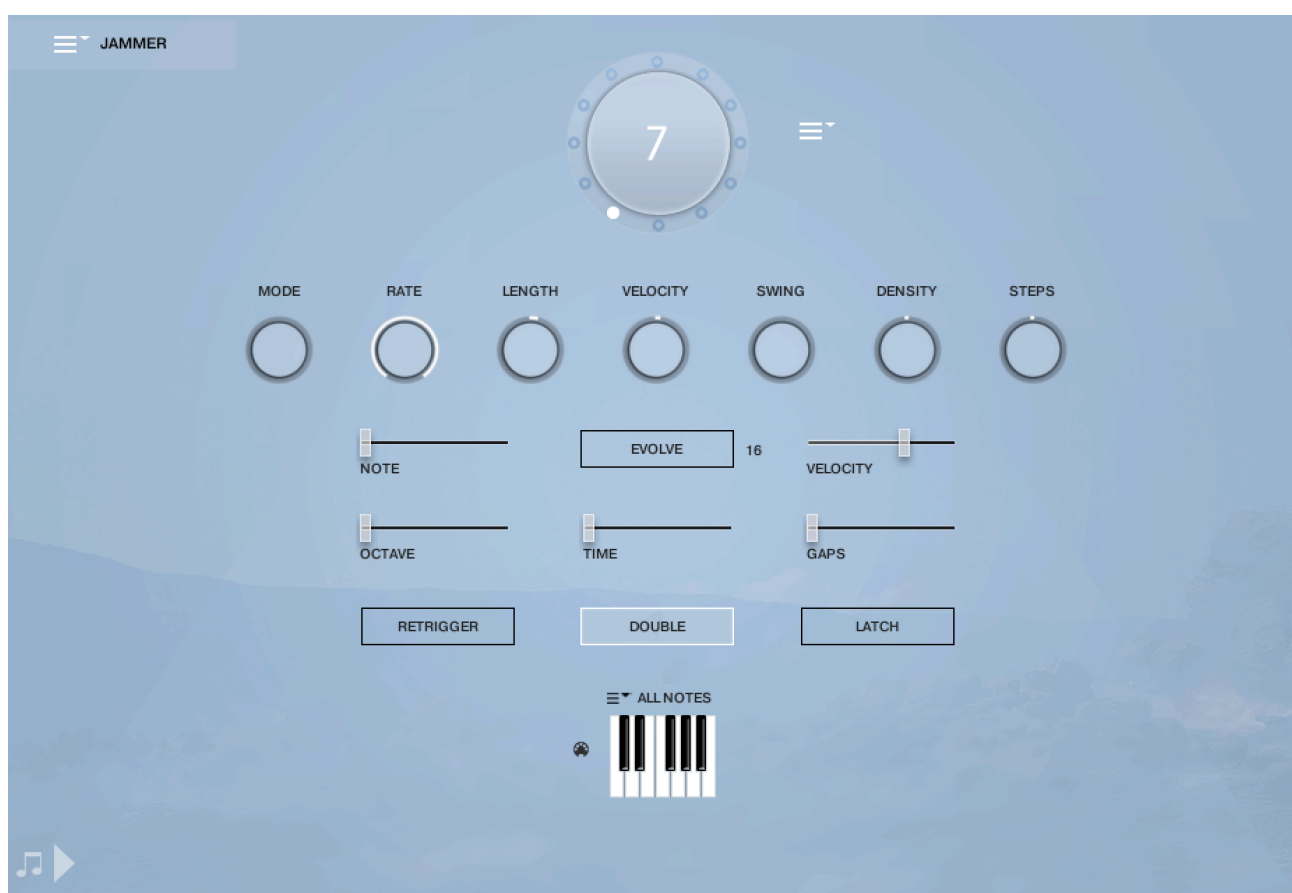 JAMMER
7
MODE RATE LENGTH VELOCITY SWING DENSITY STEPS
EVOLVE 16
NOTE VELOCITY
OCTAVE TIME GAPS
RETRIGGER DOUBLE LATCH
ALL NOTES